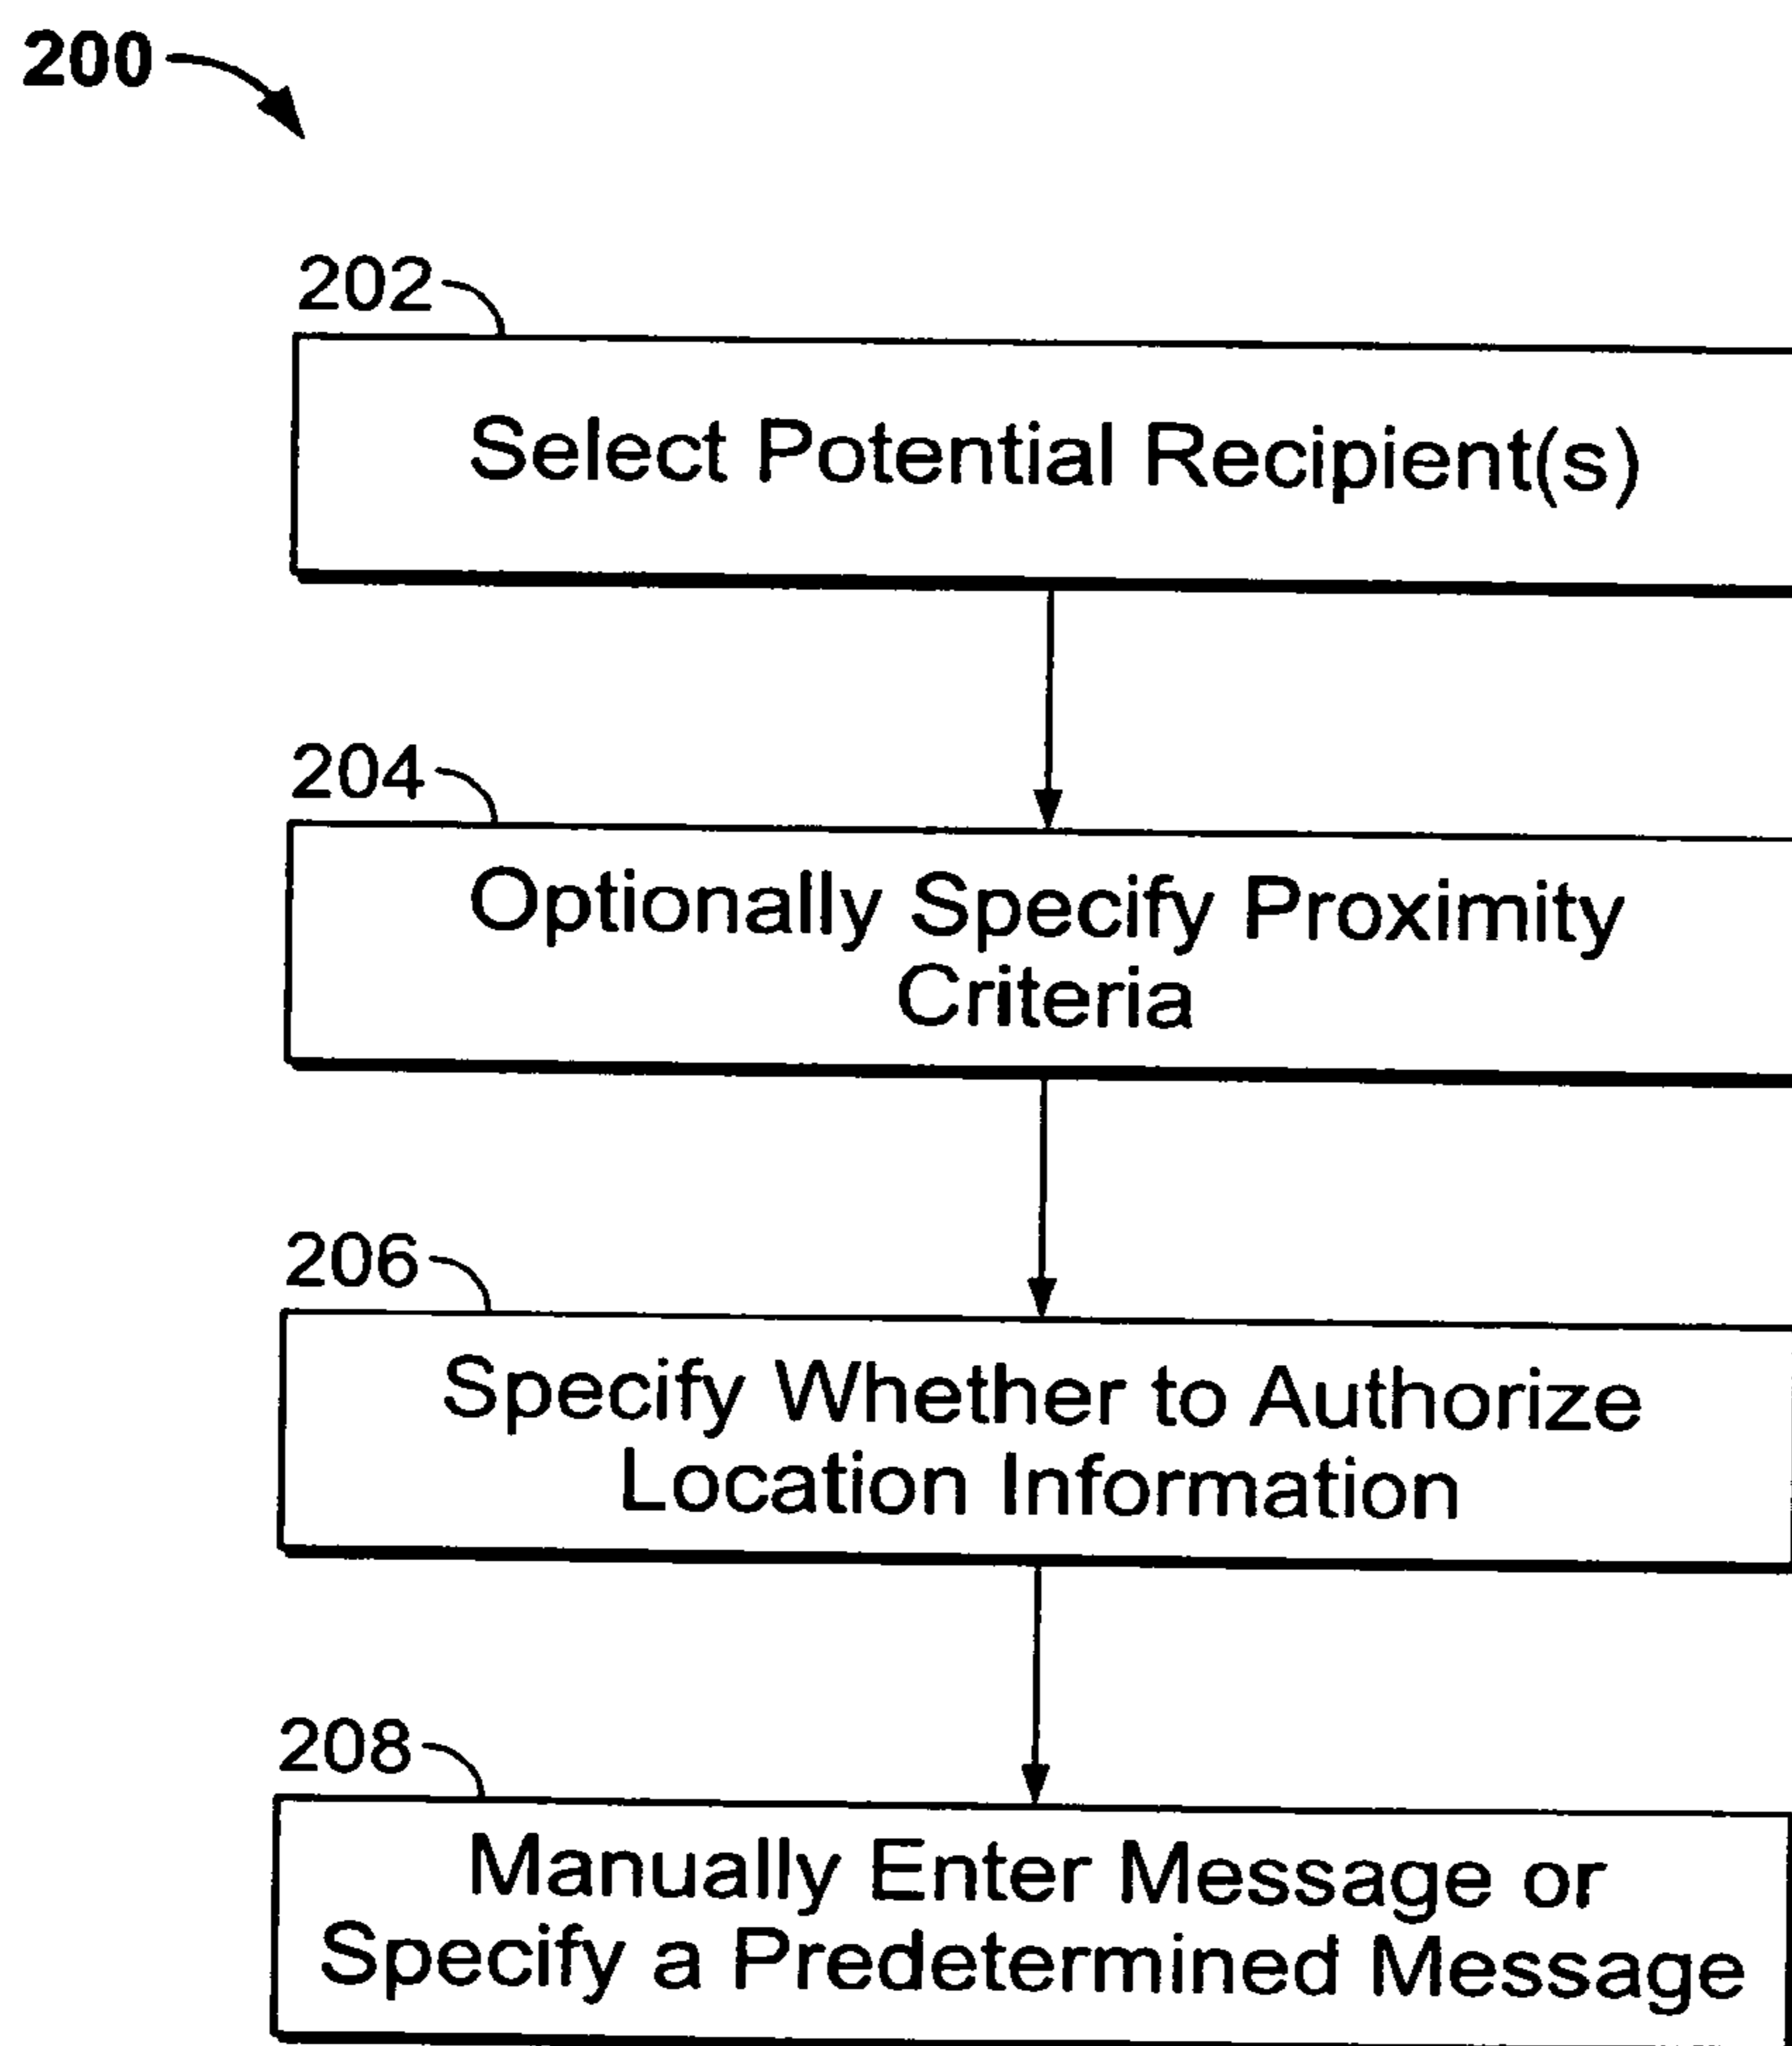 200
202
Select Potential Recipient(s)
204
Optionally Specify Proximity
Criteria
206
Specify Whether to Authorize
Location Information
208
Manually Enter Message or
Specify a Predetermined Message